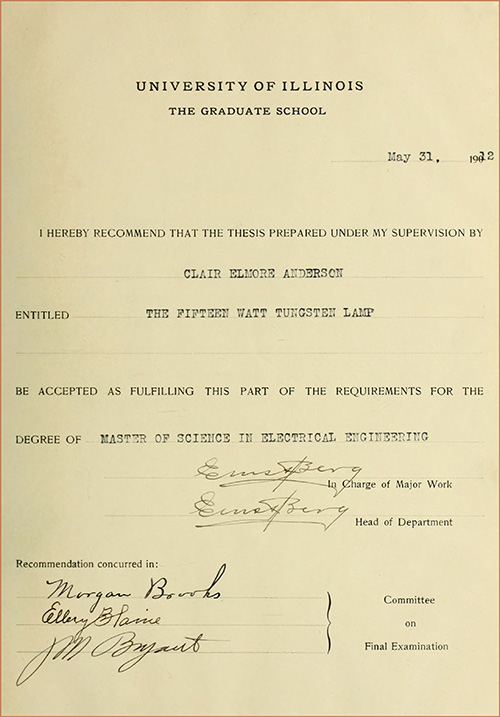 UNIVERSITY OF ILLINOIS
THE GRADUATE SCHOOL
May 31, 1912
I HEREBY RECOMMEND THAT THE THESIS PREPARED UNDER MY SUPERVISION BY
CLAIR ELMORE ANDERSON
ENTITLED THE FIFTEEN WATT TUNGSTEN LAMP
BE ACCEPTED AS FULFILLING THIS PART OF THE REQUIREMENTS FOR THE
DEGREE OF MASTER OF SCIENCE IN ELECTRICAL ENGINEERING
Ernst Berg
In Charge of Major Work
Ernst Berg
Head of Department
Recommendation concurred in:
Morgan Brooks
Ellery B Paine
J M Bryant
Committee
on
Final Examination